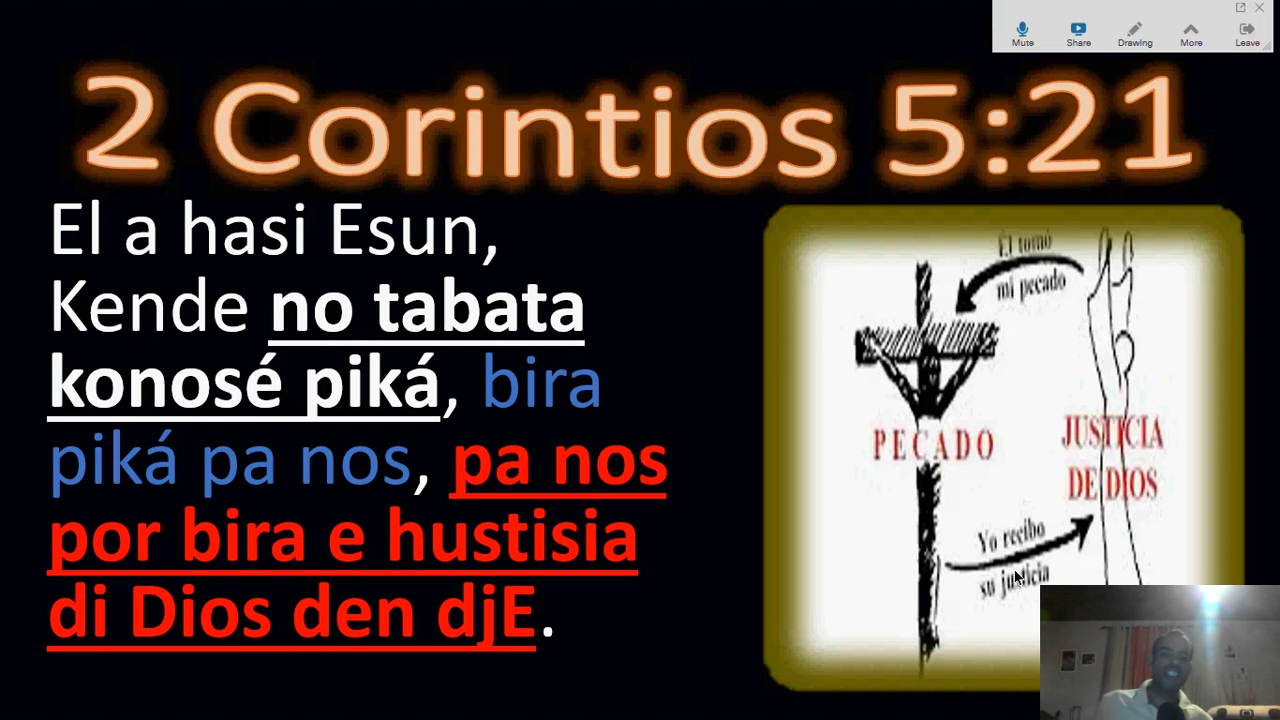 Mute Share Drawing More Leave
2 Corintios 5:21
El a hasi Esun,
Kende no tabata
konosé piká, bira
piká pa nos, pa nos
por bira e hustisia
di Dios den djE.
El tomó
mi pecado
PECADO
JUSTICIA
DE DIOS
Yo recibo
su justicia